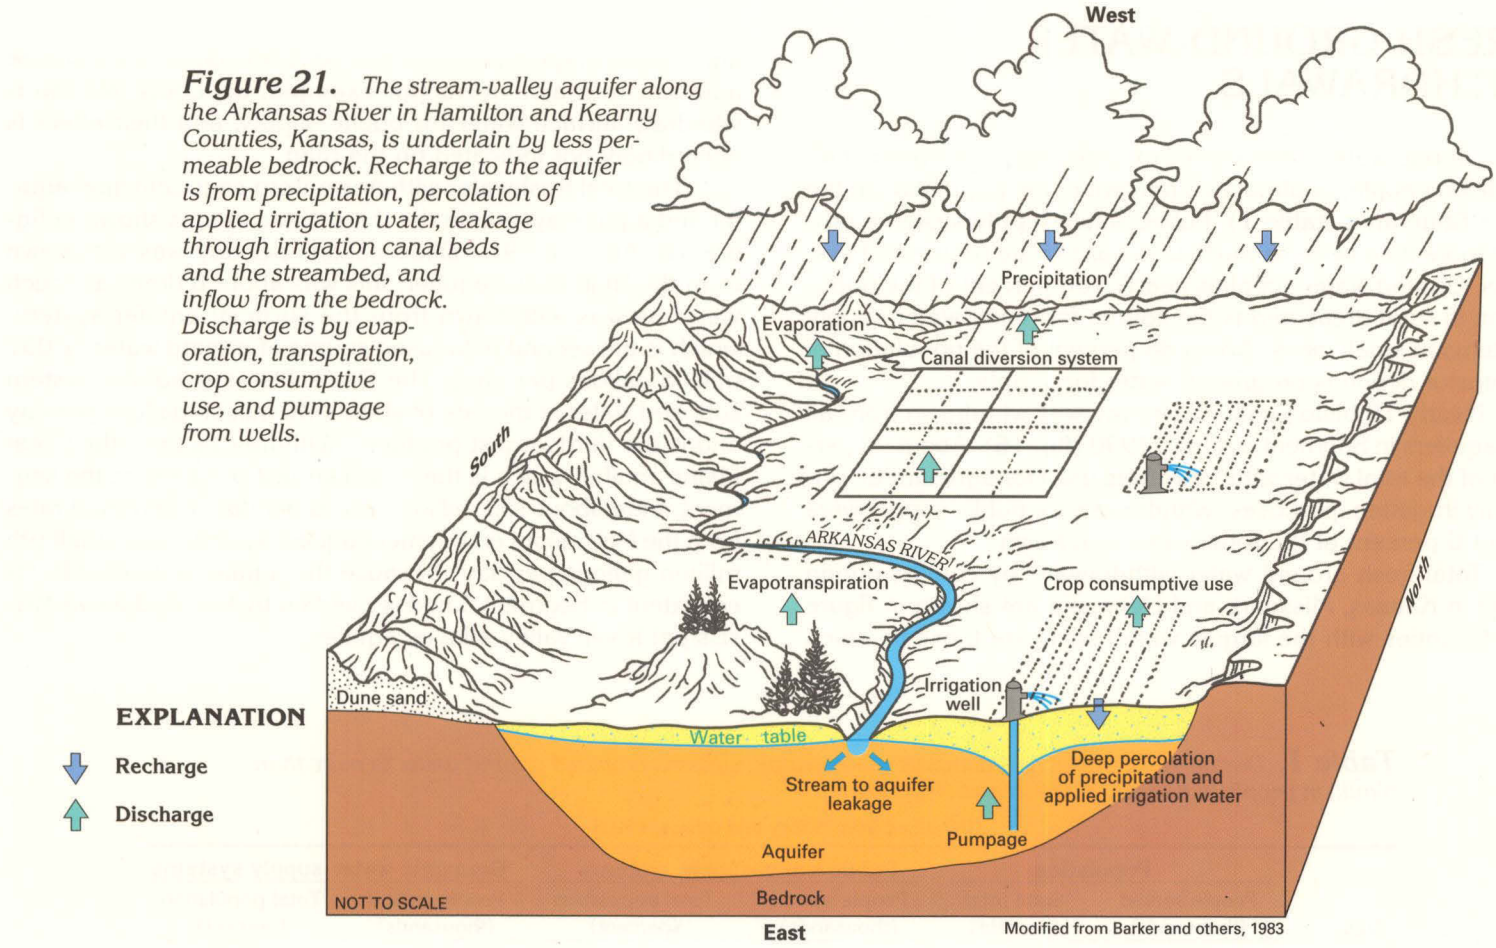 West
Figure 21. The stream-valley aquifer along
the Arkansas River in Hamilton and Kearny
Counties, Kansas, is underlain by less per-
meable bedrock. Recharge to the aquifer
is from precipitation, percolation of
applied irrigation water, leakage
through irrigation canal beds
and the streambed, and
inflow from the bedrock.
Discharge is by evap-
oration, transpiration,
crop consumptive
use, and pumpage
from wells.
Precipitation
Evaporation
Canal diversion system
South
ARKANSAS RIVER
Evapotranspiration
Crop consumptive use
North
Irrigation
well
Dune sand
Water table
EXPLANATION
Recharge
Discharge
Stream to aquifer
leakage
Deep percolation
of precipitation and
applied irrigation water
Pumpage
Aquifer
Bedrock
NOT TO SCALE
East
Modified from Barker and others, 1983